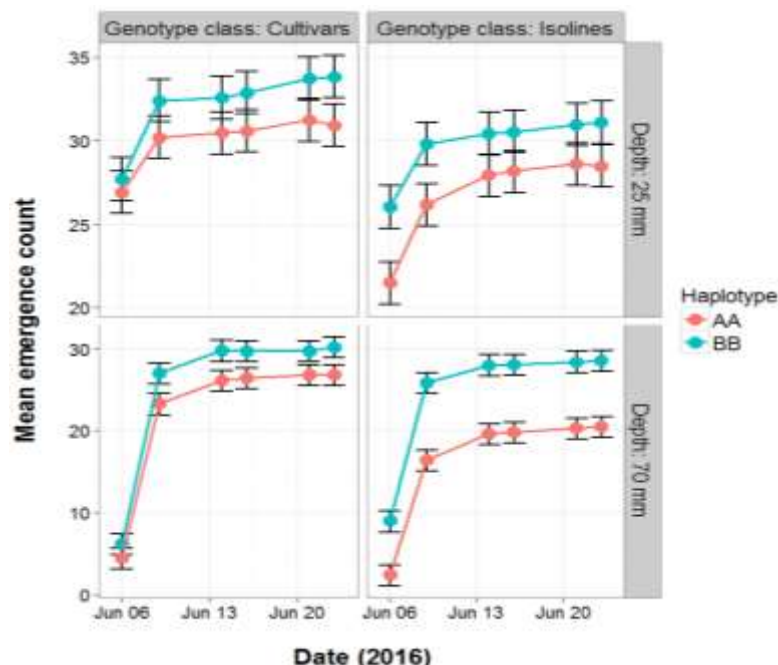 Genotype class: Cultivars
Genotype class: Isolines
Mean emergence count
35
30
25
20
Depth: 25 mm
30
20
10
0
Depth: 70 mm
Haplotype
AA
BB
Jun 06
Jun 13
Jun 20
Jun 06
Jun 13
Jun 20
Date (2016)